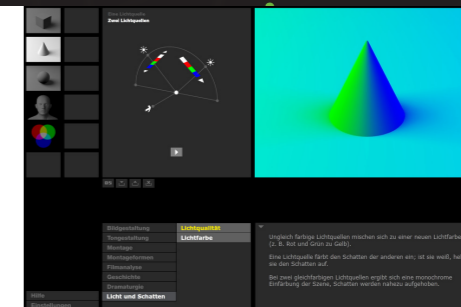 Eine Lichtquelle
Zwei Lichtquellen
Bildgestaltung
Tongestaltung
Montage
Montageformen
Filmanalyse
Geschichte
Dramaturgie
Licht und Schatten
Lichtqualität
Lichtfarbe
Ungleich farbige Lichtquellen mischen sich zu einer neuen Lichtfarbe
(z. B. Rot und Grün zu Gelb).
Eine Lichtquelle färbt den Schatten der anderen ein; ist sie weiß,
sie den Schatten auf.
Bei zwei gleichfarbigen Lichtquellen ergibt sich eine monochrome
Einfärbung der Szene, Schatten werden nahezu aufgehoben.
Hilfe
Einstellungen